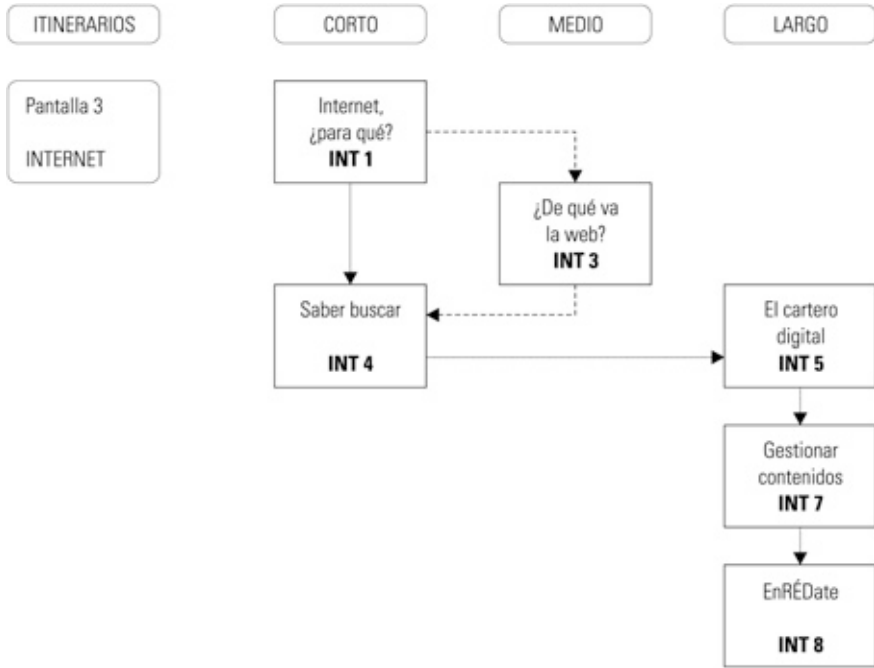 ITINERARIOS
CORTO
MEDIO
LARGO
Pantalla 3
INTERNET
Internet,
¿para qué?
INT 1
¿De qué va
la web?
INT 3
Saber buscar
INT 4
El cartero
digital
INT 5
Gestionar
contenidos
INT 7
EnRÉDate
INT 8